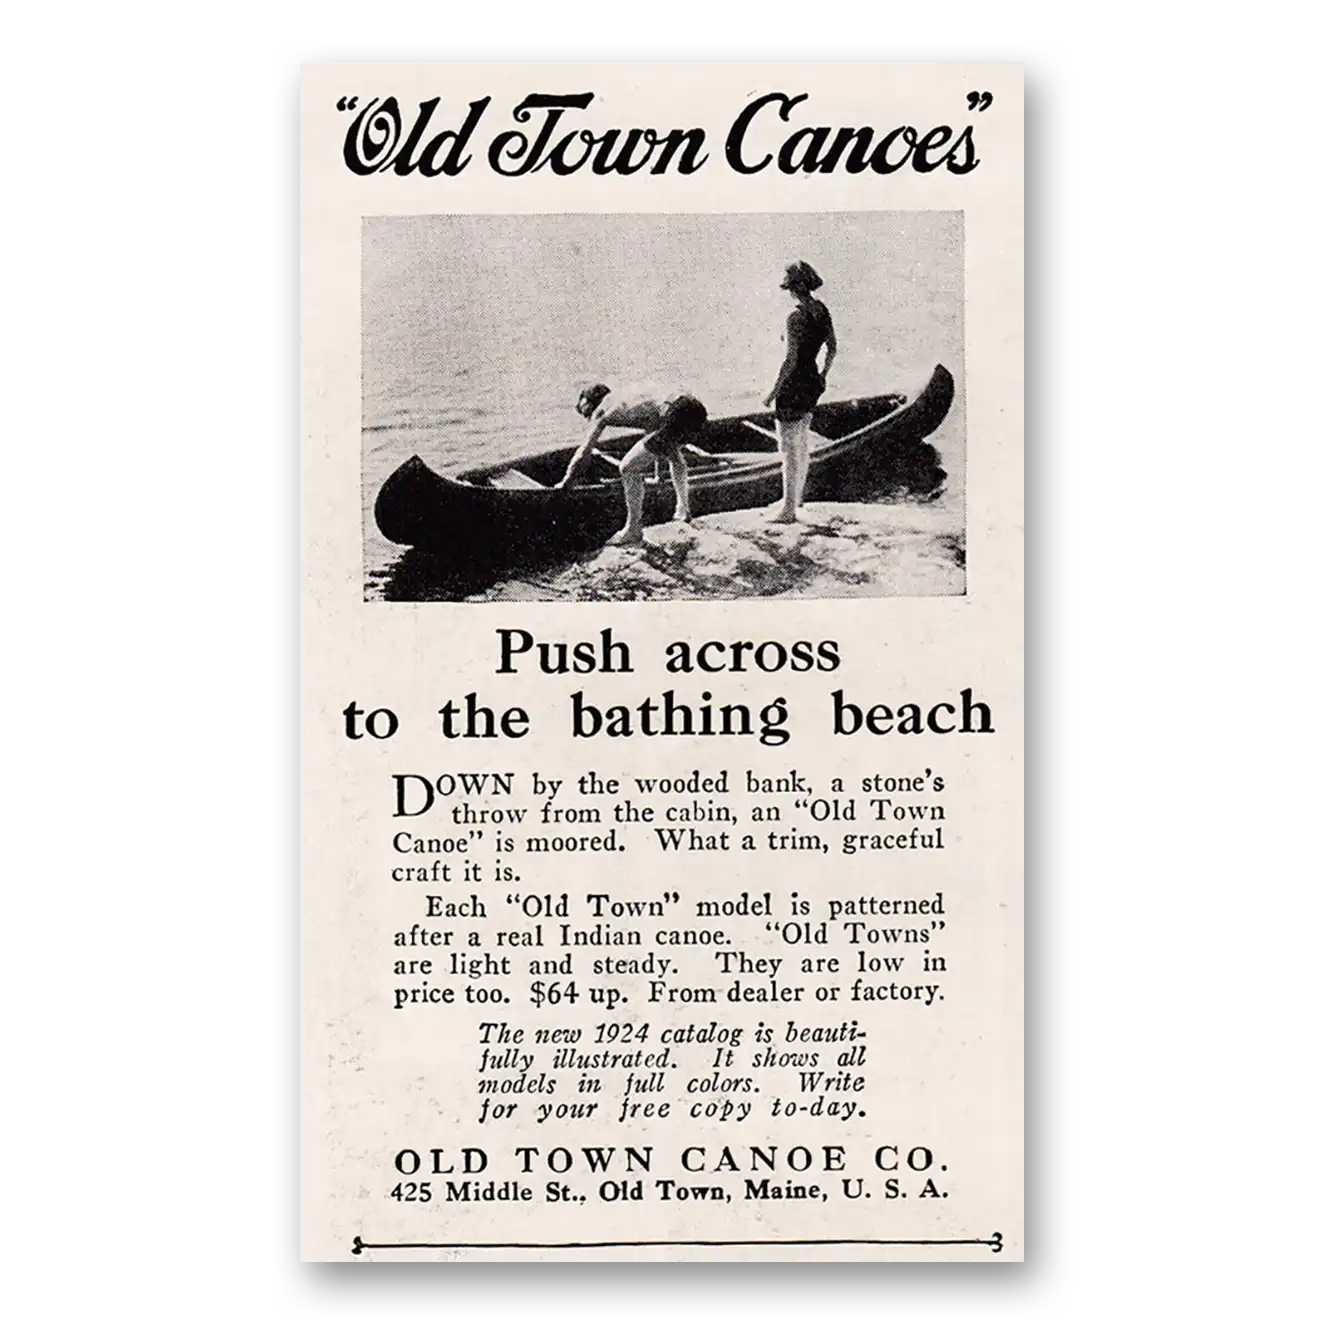 "Old Town Canoes"
Push across
to the bathing beach
DOWN by the wooded bank, a stone's
throw from the cabin, an "Old Town
Canoe" is moored. What a trim, graceful
craft it is.
Each "Old Town" model is patterned
after a real Indian canoe. "Old Towns"
are light and steady. They are low in
price too. $64 up. From dealer or factory.
The new 1924 catalog is beauti-
fully illustrated. It shows all
models in full colors. Write
for your free copy to-day.
OLD TOWN CANOE CO.
425 Middle St., Old Town, Maine, U. S. A.